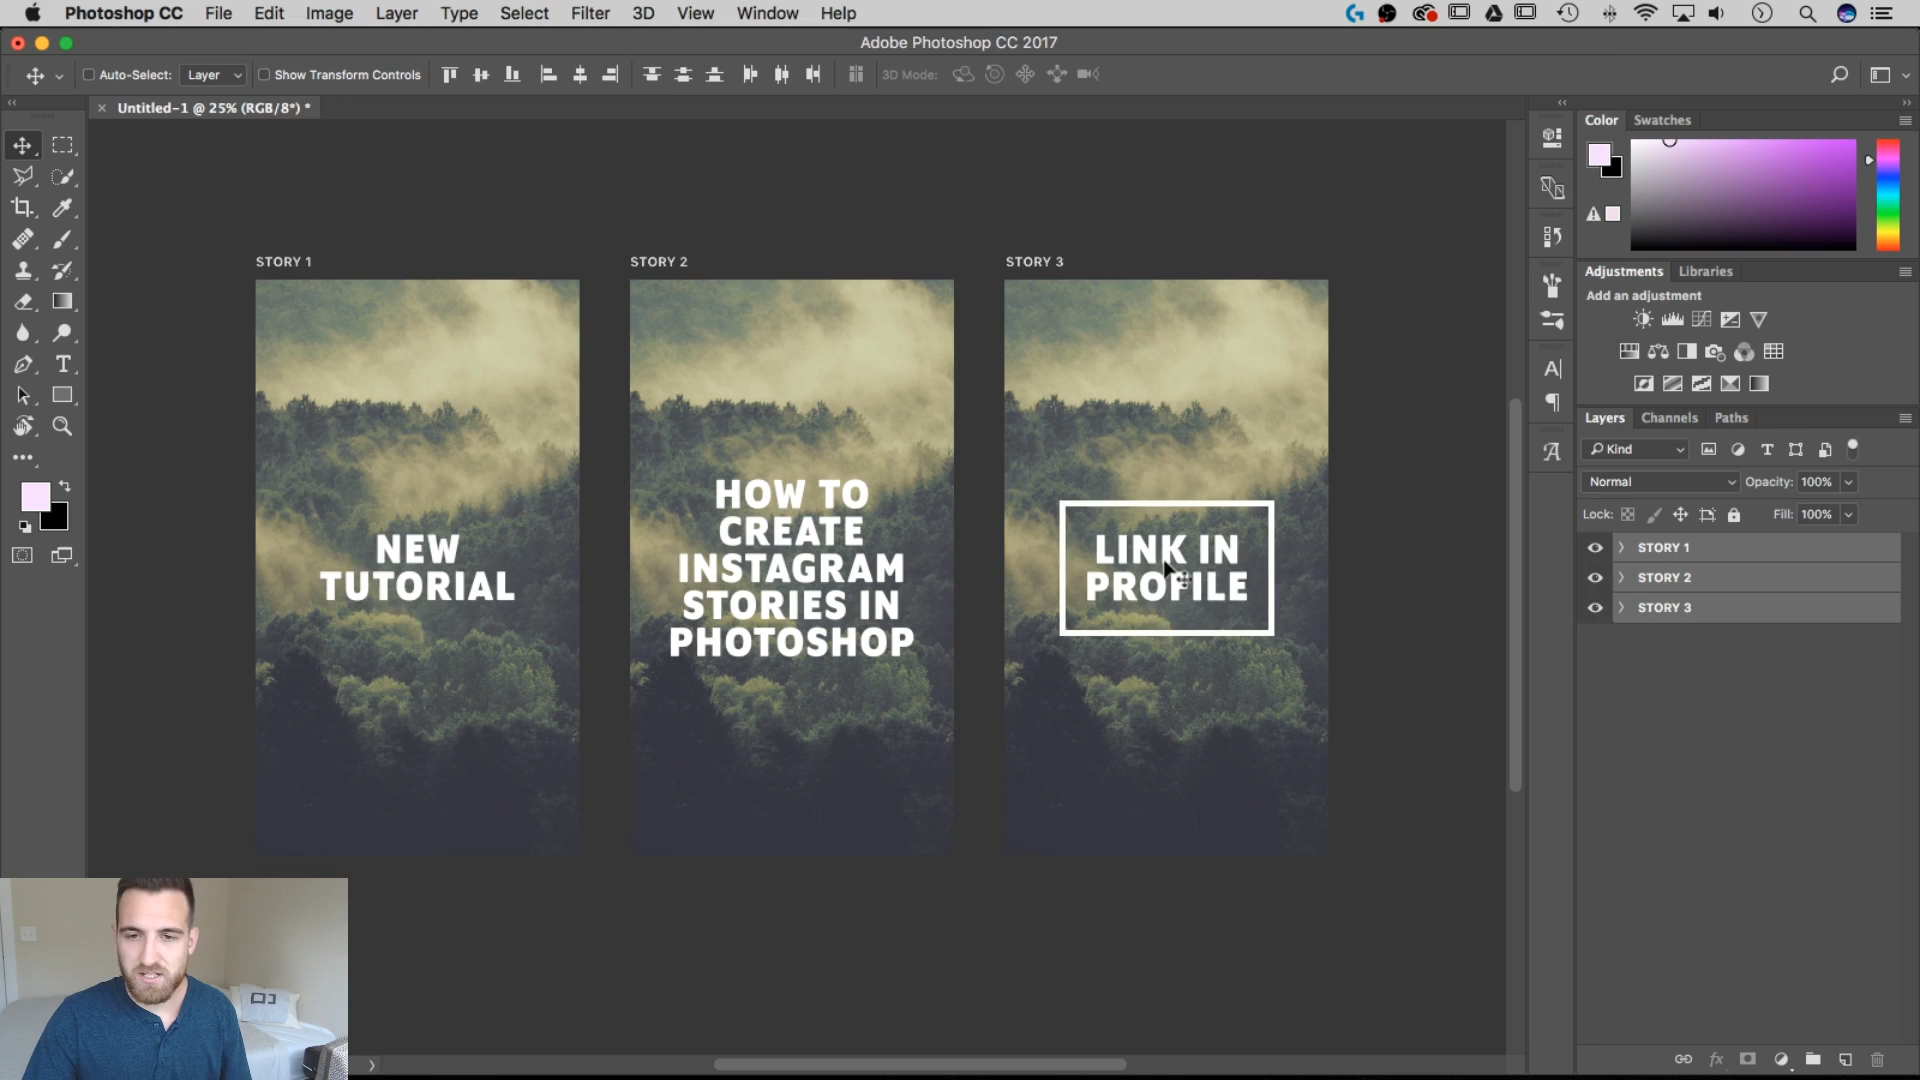 Photoshop CC File Edit Image Layer Type Select Filter 3D View Window Help
Adobe Photoshop CC 2017
Auto-Select: Layer Show Transform Controls 3D Mode:
Untitled-1 @ 25% (RGB/8*) *
Color Swatches
STORY 1 STORY 2 STORY 3
Adjustments Libraries
Add an adjustment
Layers Channels Paths
Kind
Normal Opacity: 100%
Lock: Fill: 100%
STORY 1
STORY 2
STORY 3
NEW
TUTORIAL
HOW TO
CREATE
INSTAGRAM
STORIES IN
PHOTOSHOP
LINK IN
PROFILE